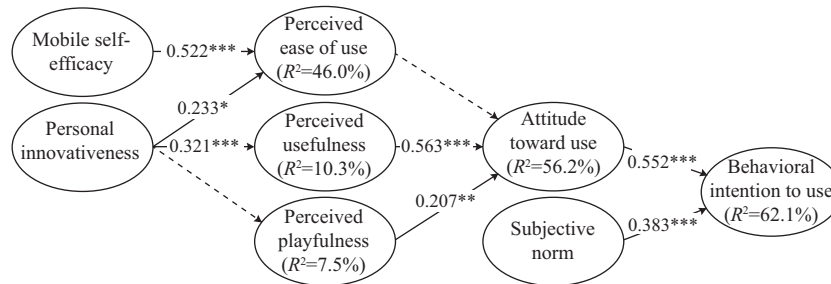 Mobile self-
efficacy
0.522***
Perceived
ease of use
(R²=46.0%)
0.233*
Personal
innovativeness
0.321***
Perceived
usefulness
(R²=10.3%)
0.563***
Attitude
toward use
(R²=56.2%)
0.552***
Behavioral
intention to use
(R²=62.1%)
0.207**
Perceived
playfulness
(R²=7.5%)
Subjective
norm
0.383***